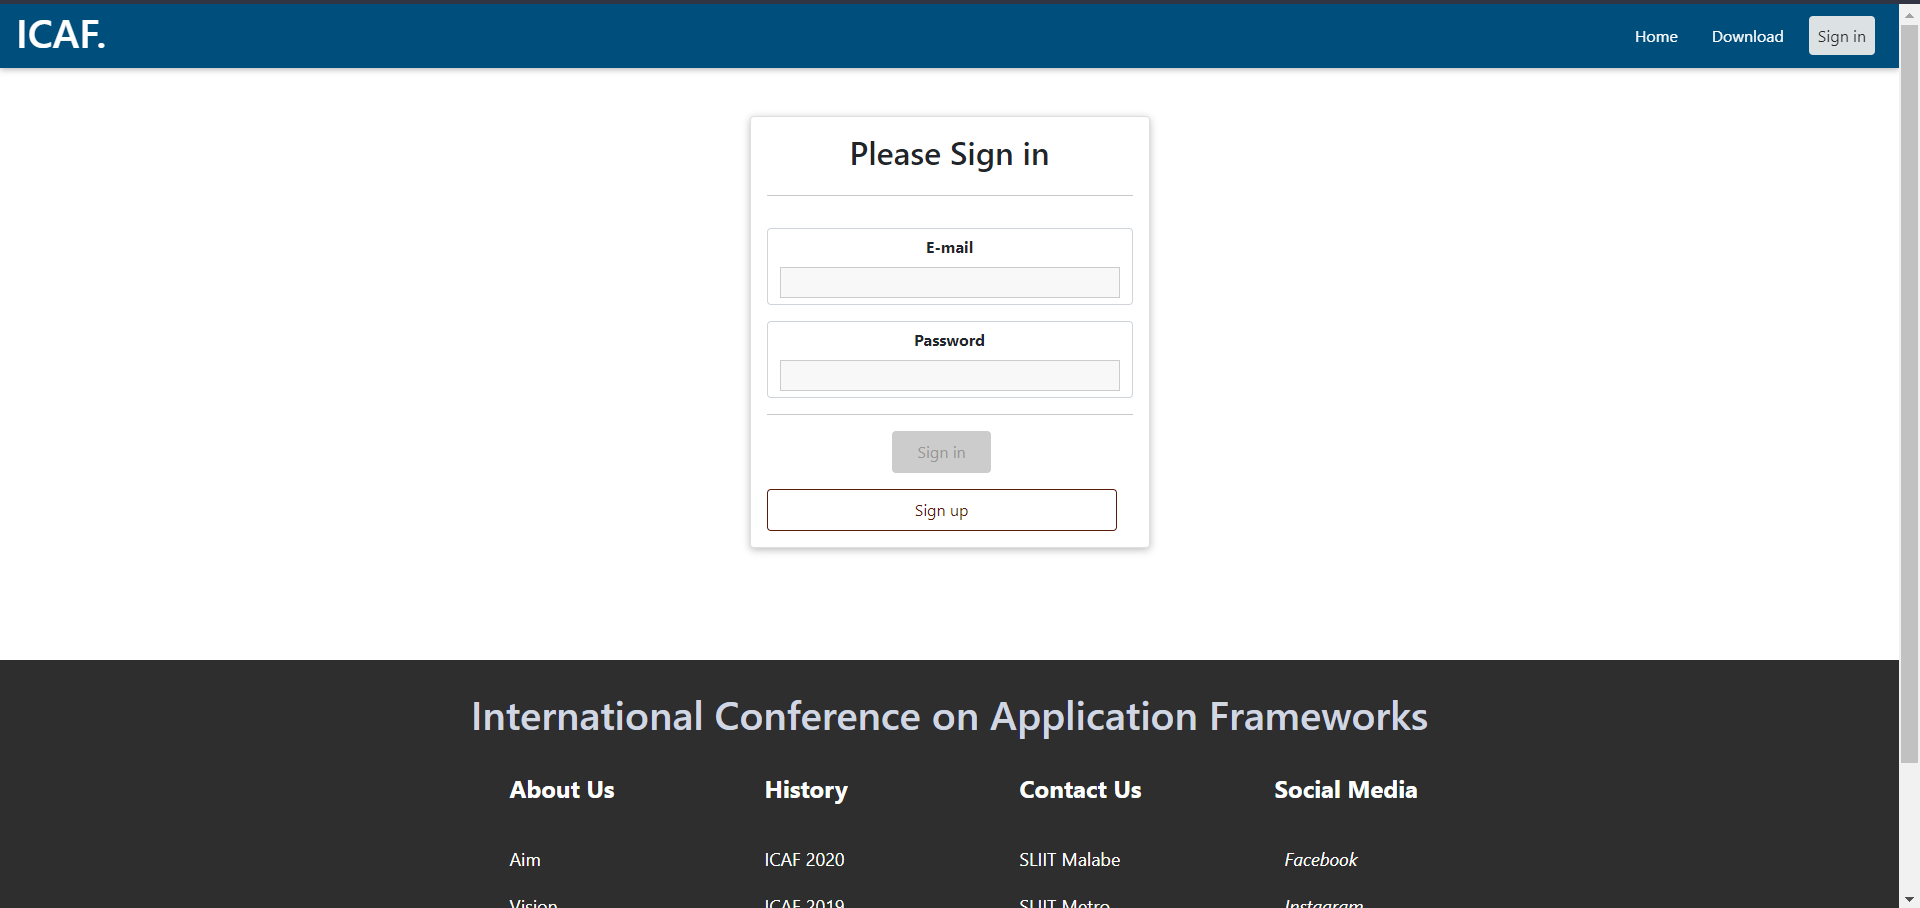 ICAF.
Home Download Sign in
Please Sign in
E-mail
Password
Sign in
Sign up
International Conference on Application Frameworks
About Us History Contact Us Social Media
Aim ICAF 2020 SLIIT Malabe Facebook
Vision ICAF 2019 SLIIT Metro Instagram